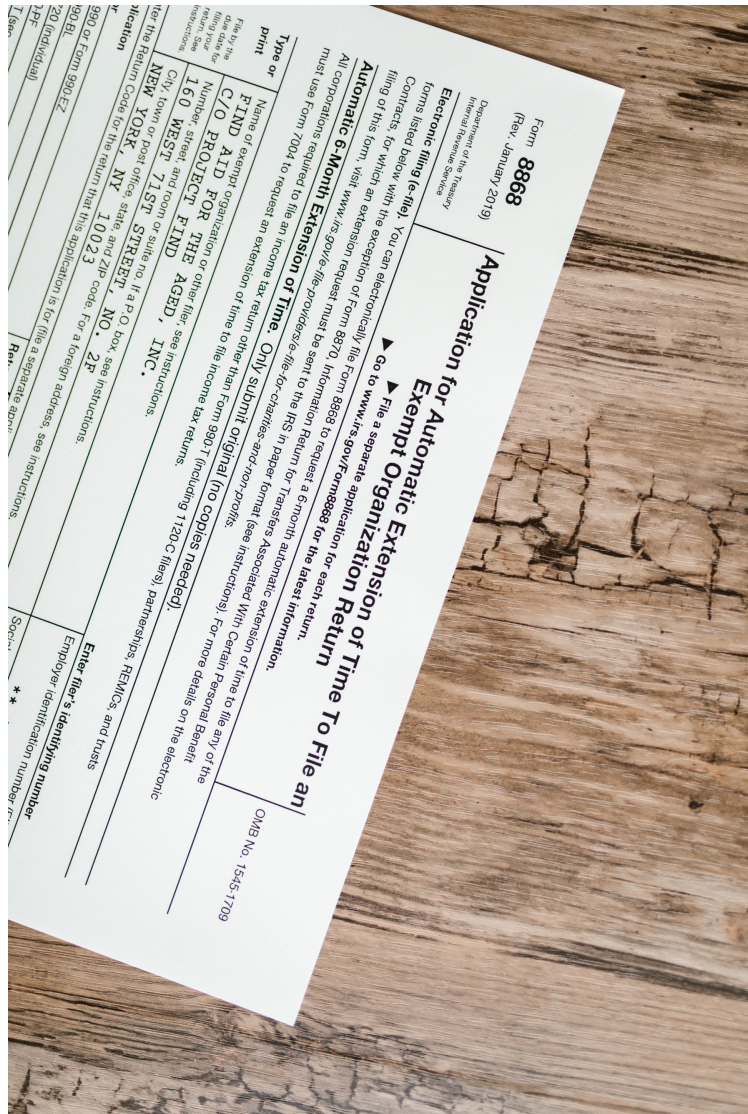 Form 8868
(Rev. January 2019)
Department of the Treasury
Internal Revenue Service
Application for Automatic Extension of Time To File an
Exempt Organization Return
▶ File a separate application for each return.
▶ Go to www.irs.gov/Form8868 for the latest information.
OMB No. 1545-1709
Electronic filing (e-file). You can electronically file Form 8868 to request a 6-month automatic extension of time to file any of the
forms listed below with the exception of Form 8870, Information Return for Transfers Associated With Certain Personal Benefit
Contracts, for which an extension request must be sent to the IRS in paper format (see instructions). For more details on the electronic
filing of this form, visit www.irs.gov/e-file-providers/e-file-for-charities-and-non-profits.
Automatic 6-Month Extension of Time. Only submit original (no copies needed).
All corporations required to file an income tax return other than Form 990-T (including 1120-C filers), partnerships, REMICs, and trusts
must use Form 7004 to request an extension of time to file income tax returns.
Enter filer's identifying number
Type or
print
File by the
due date for
filing your
return. See
instructions.
Name of exempt organization or other filer, see instructions.
FIND AID FOR THE AGED, INC.
C/O PROJECT FIND
Employer identification number
Number, street, and room or suite no. If a P.O. box, see instructions.
160 WEST 71ST STREET, NO. 2F
City, town or post office, state, and ZIP code. For a foreign address, see instructions.
NEW YORK, NY 10023
the Return Code for the return that this application is for (file a separate
990 or Form 990-EZ
990-BL
(individual)